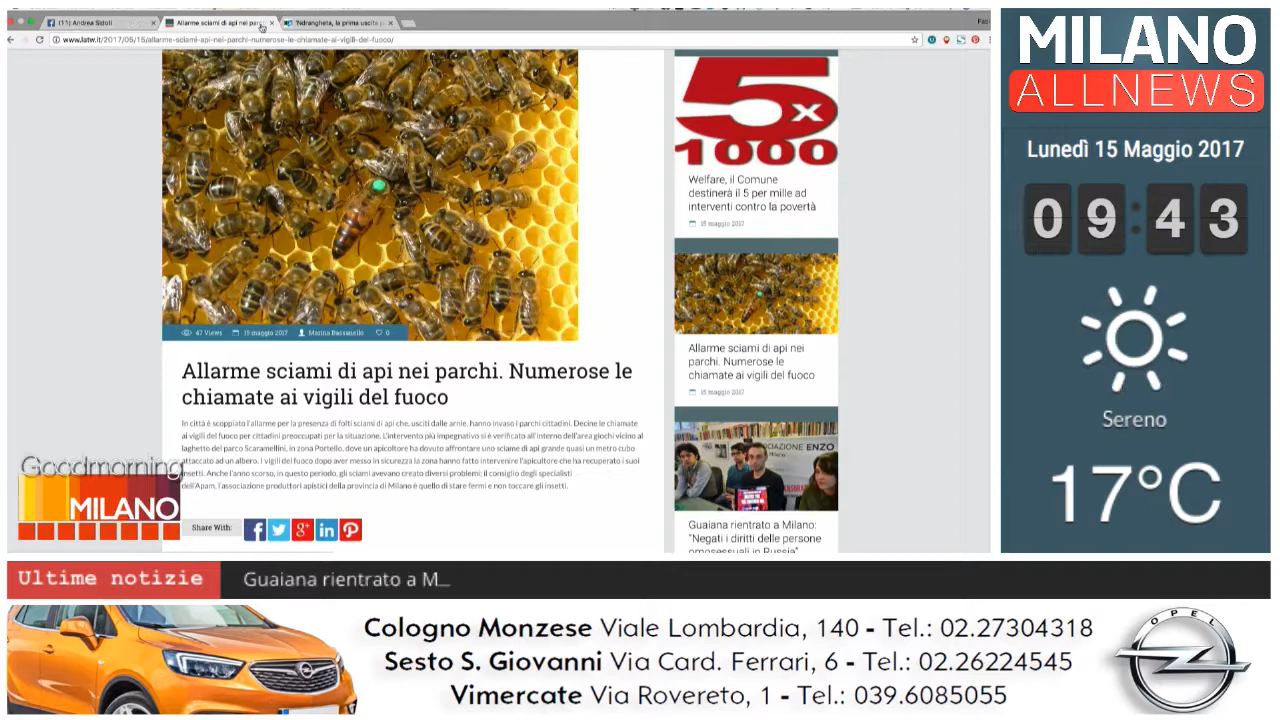 (11) Andrea Sidoli
Allarme sciami di api nei parc
'Ndrangheta, la prima uscita p
www.latw.it/2017/05/15/allarme-sciami-api-nei-parchi-numerose-le-chiamate-ai-vigili-del-fuoco/
47 Views 15 maggio 2017 Marina Bassanello 0
Allarme sciami di api nei parchi. Numerose le
chiamate ai vigili del fuoco
In città è scoppiato l'allarme per la presenza di folti sciami di api che, usciti dalle arnie, hanno invaso i parchi cittadini. Decine le chiamate
ai vigili del fuoco per cittadini preoccupati per la situazione. L'intervento più impegnativo si è verificato all'interno dell'area giochi vicino al
laghetto del parco Scaramellini, in zona Portello, dove un apicoltore ha dovuto affrontare uno sciame di api grande quasi un metro cubo
attaccato ad un albero. I vigili del fuoco dopo aver messo in sicurezza la zona hanno fatto intervenire l'apicoltore che ha recuperato i suoi
insetti. Anche l'anno scorso, in questo periodo, gli sciami avevano creato diversi problemi; il consiglio degli specialisti
dell'Apam, l'associazione produttori apistici della provincia di Milano è quello di stare fermi e non toccare gli insetti.
Share With:
Goodmorning
MILANO
5x
1000
Welfare, il Comune
destinerà il 5 per mille ad
interventi contro la povertà
15 maggio 2017
Allarme sciami di api nei
parchi. Numerose le
chiamate ai vigili del fuoco
15 maggio 2017
OCIAZIONE ENZO
Guaiana rientrato a Milano:
"Negati i diritti delle persone
omosessuali in Russia"
MILANO
ALLNEWS
Lunedì 15 Maggio 2017
09:43
Sereno
17°C
Ultime notizie
Guaiana rientrato a M_
Cologno Monzese Viale Lombardia, 140 - Tel.: 02.27304318
Sesto S. Giovanni Via Card. Ferrari, 6 - Tel.: 02.26224545
Vimercate Via Rovereto, 1 - Tel.: 039.6085055
OPEL